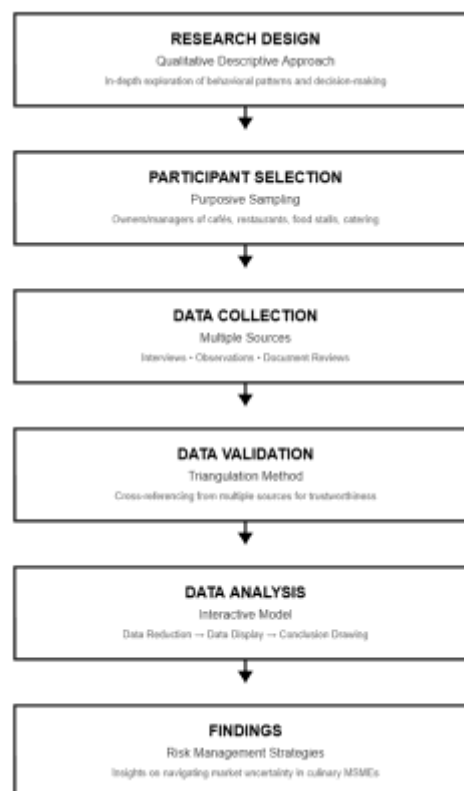 RESEARCH DESIGN
Qualitative Descriptive Approach
In-depth exploration of behavioral patterns and decision-making
PARTICIPANT SELECTION
Purposive Sampling
Owners/managers of cafés, restaurants, food stalls, catering
DATA COLLECTION
Multiple Sources
Interviews • Observations • Document Reviews
DATA VALIDATION
Triangulation Method
Cross-referencing from multiple sources for trustworthiness
DATA ANALYSIS
Interactive Model
Data Reduction → Data Display → Conclusion Drawing
FINDINGS
Risk Management Strategies
Insights on navigating market uncertainty in culinary MSMEs